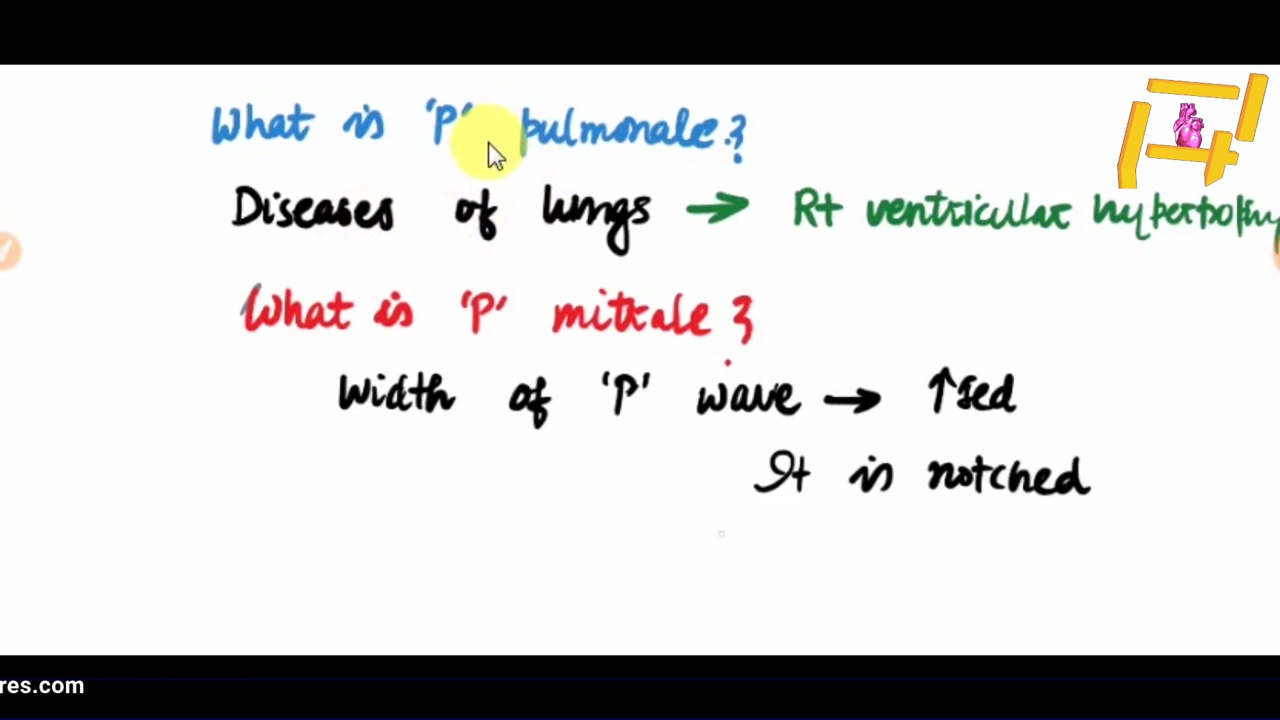 What is 'P' pulmonale?
Diseases of lungs → Rt ventricular hypertrophy
What is 'P' mitrale ?
Width of 'P' wave → ↑sed
It is notched
res.com